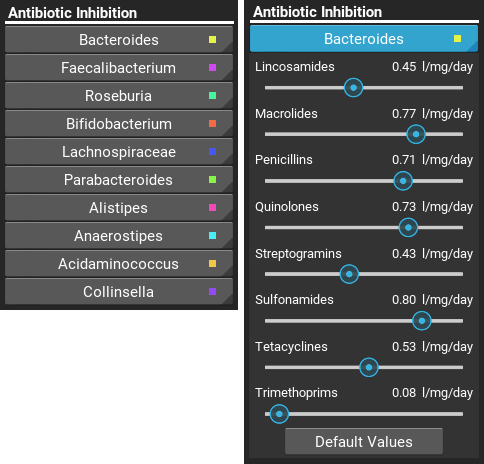 Antibiotic Inhibition
Bacteroides
Faecalibacterium
Roseburia
Bifidobacterium
Lachnospiraceae
Parabacteroides
Alistipes
Anaerostipes
Acidaminococcus
Collinsella
Antibiotic Inhibition
Bacteroides
Lincosamides 0.45 l/mg/day
Macrolides 0.77 l/mg/day
Penicillins 0.71 l/mg/day
Quinolones 0.73 l/mg/day
Streptogramins 0.43 l/mg/day
Sulfonamides 0.80 l/mg/day
Tetacyclines 0.53 l/mg/day
Trimethoprims 0.08 l/mg/day
Default Values